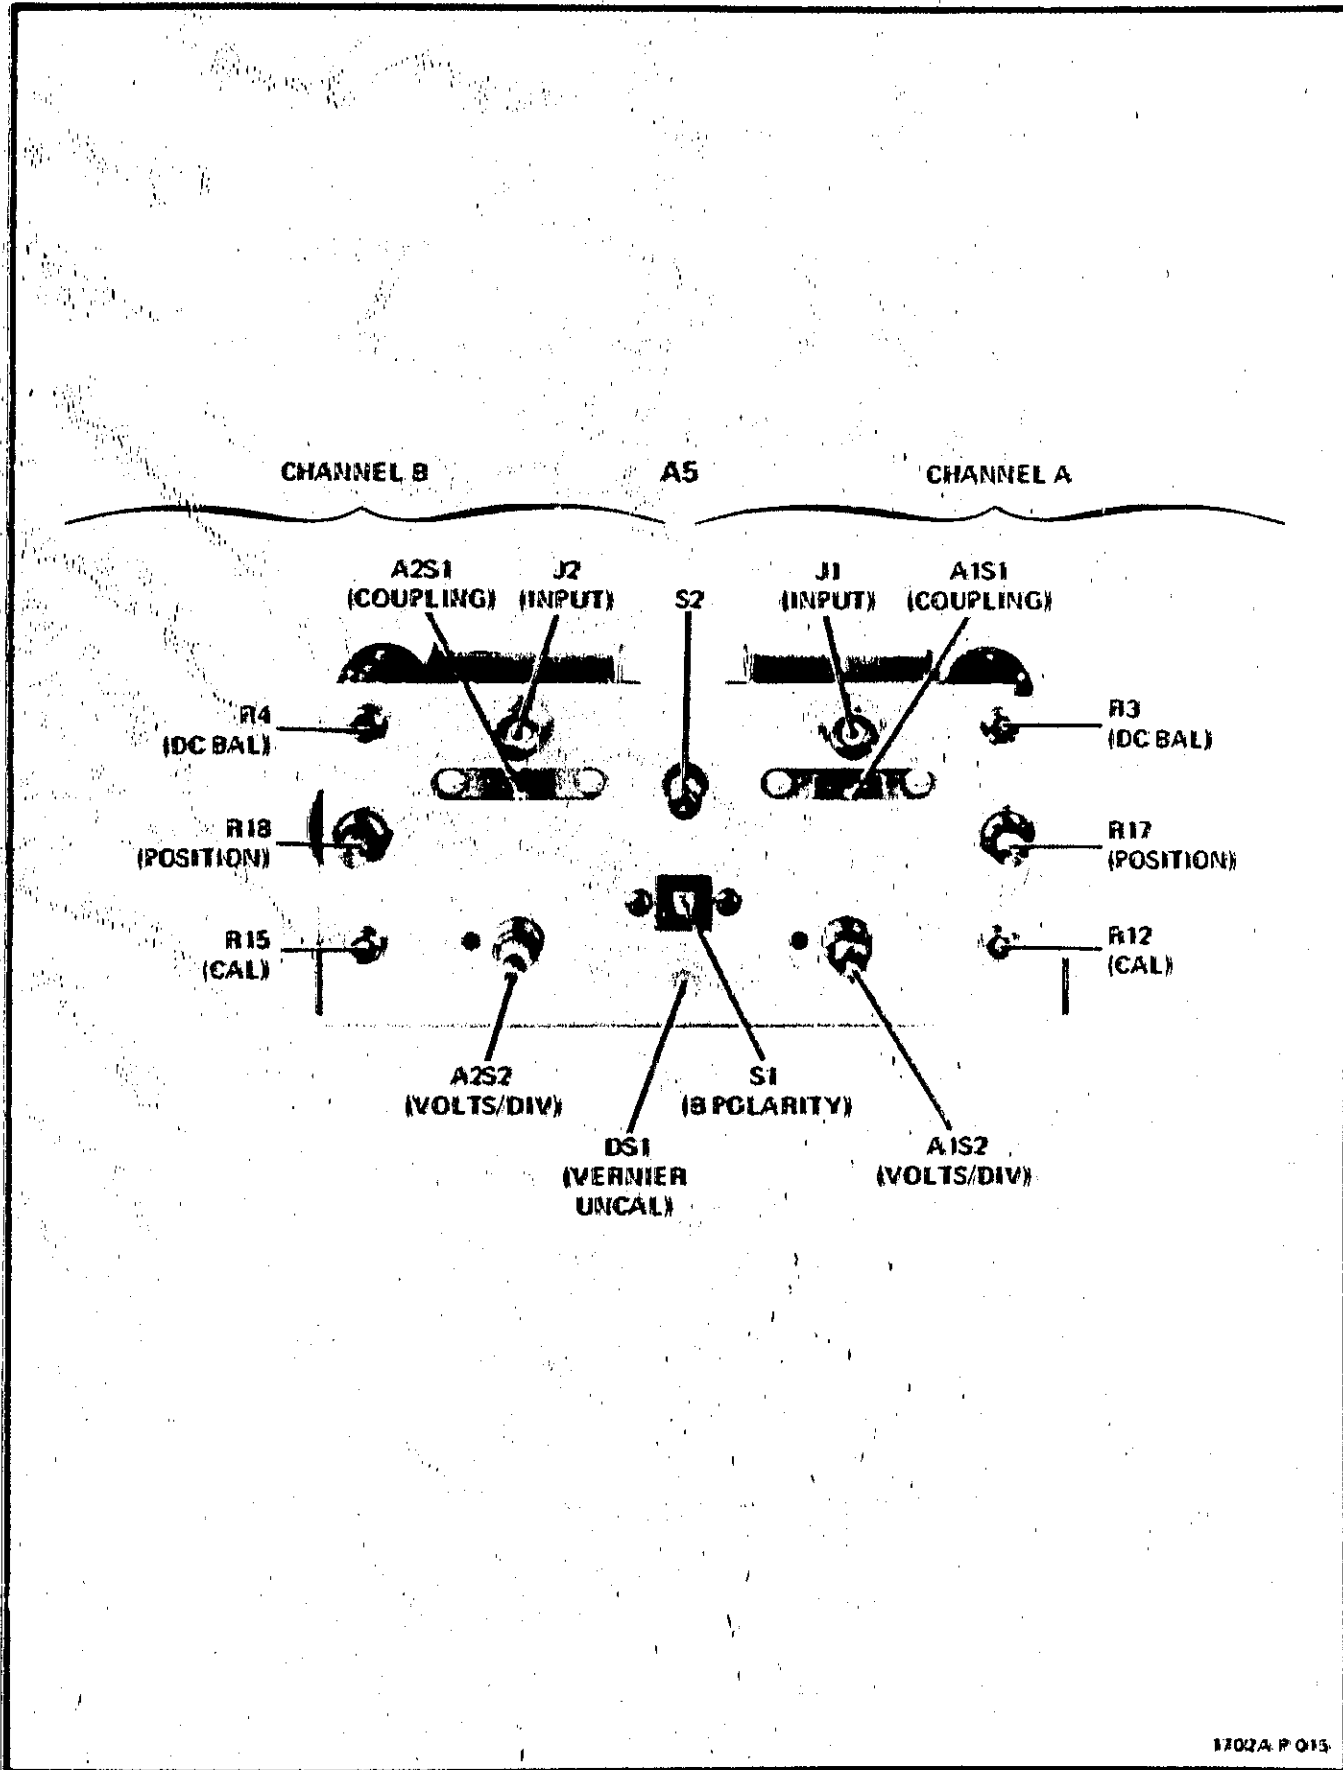 CHANNEL B A5 CHANNEL A
A2S1
(COUPLING)
J2
(INPUT)
S2
J1
(INPUT)
A1S1
(COUPLING)
R4
(DC BAL)
R3
(DC BAL)
R18
(POSITION)
R17
(POSITION)
R15
(CAL)
R12
(CAL)
A2S2
(VOLTS/DIV)
S1
(B POLARITY)
DS1
(VERNIER
UNCAL)
A1S2
(VOLTS/DIV)
1702A-P-015